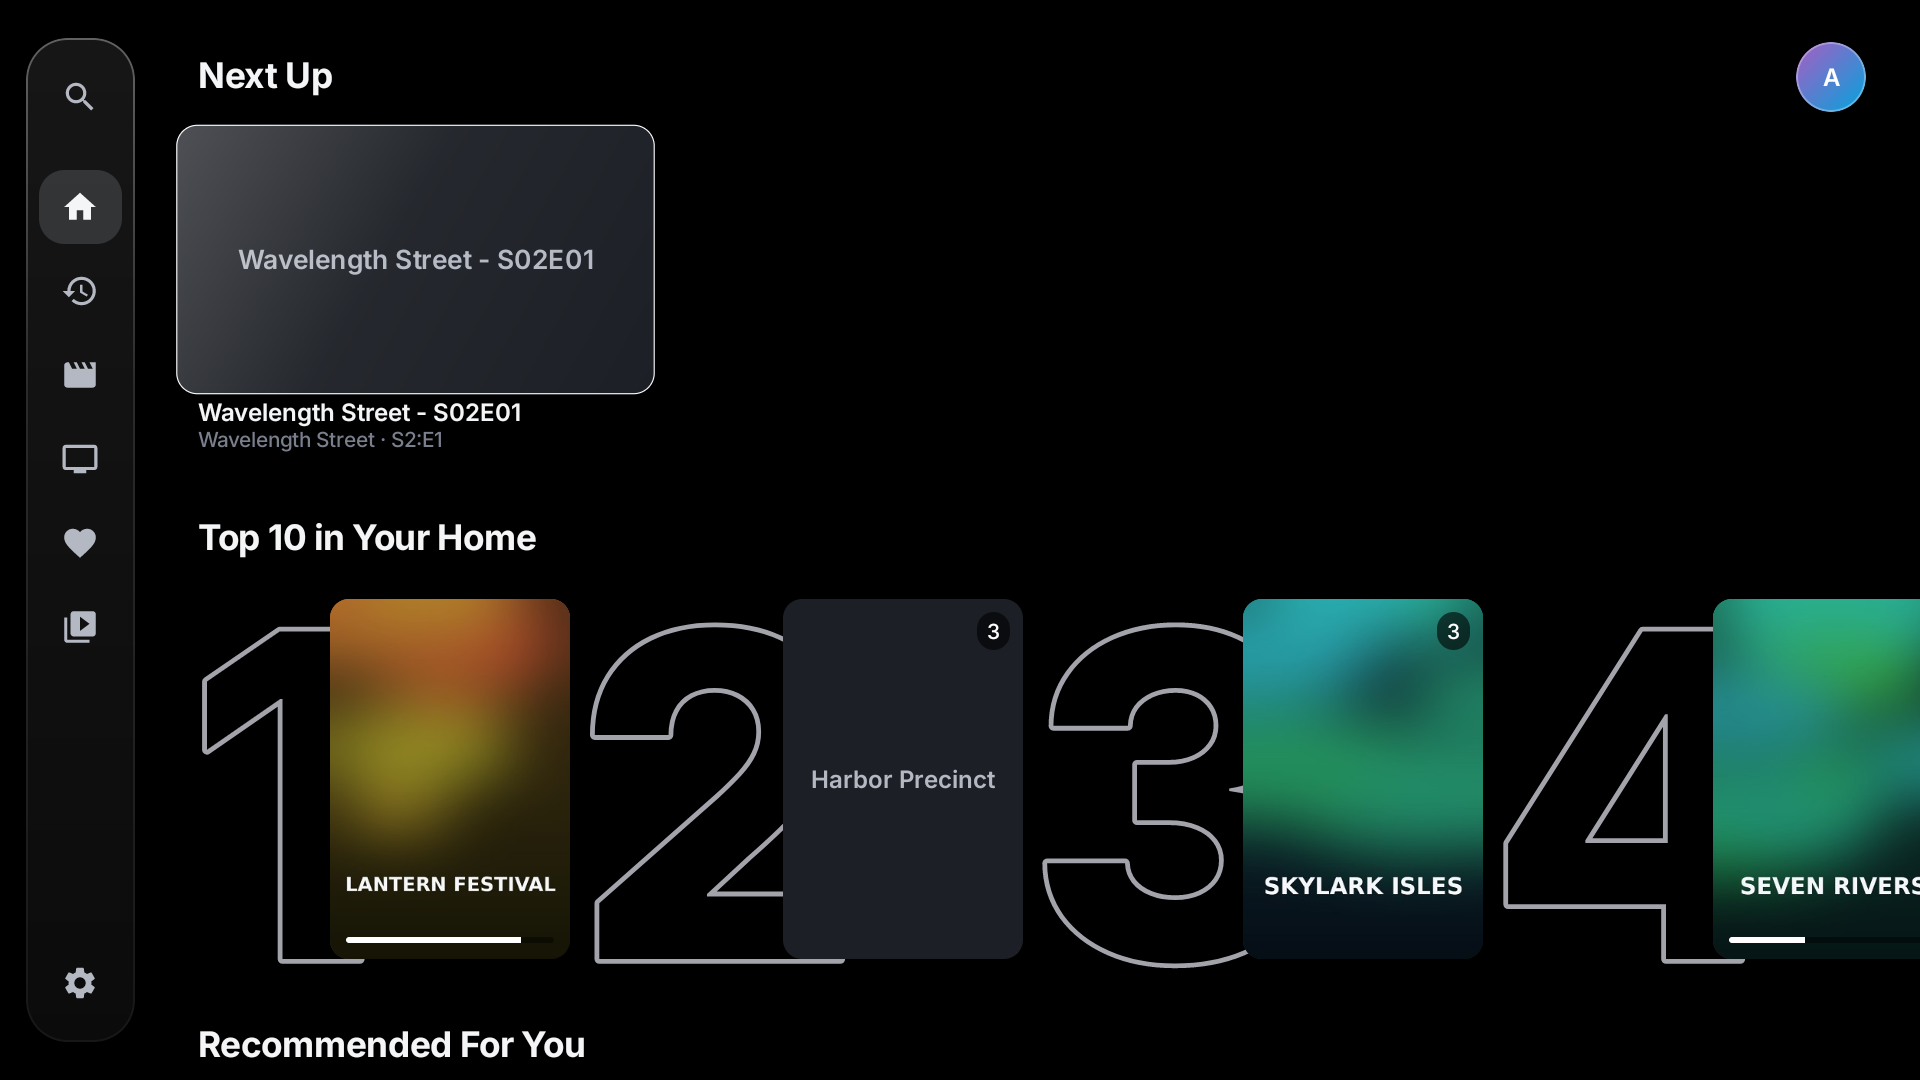 Next Up
A
Wavelength Street - S02E01
Wavelength Street - S02E01
Wavelength Street · S2:E1
Top 10 in Your Home
1
LANTERN FESTIVAL
2
3
Harbor Precinct
3
3
SKYLARK ISLES
4
SEVEN RIVERS
Recommended For You